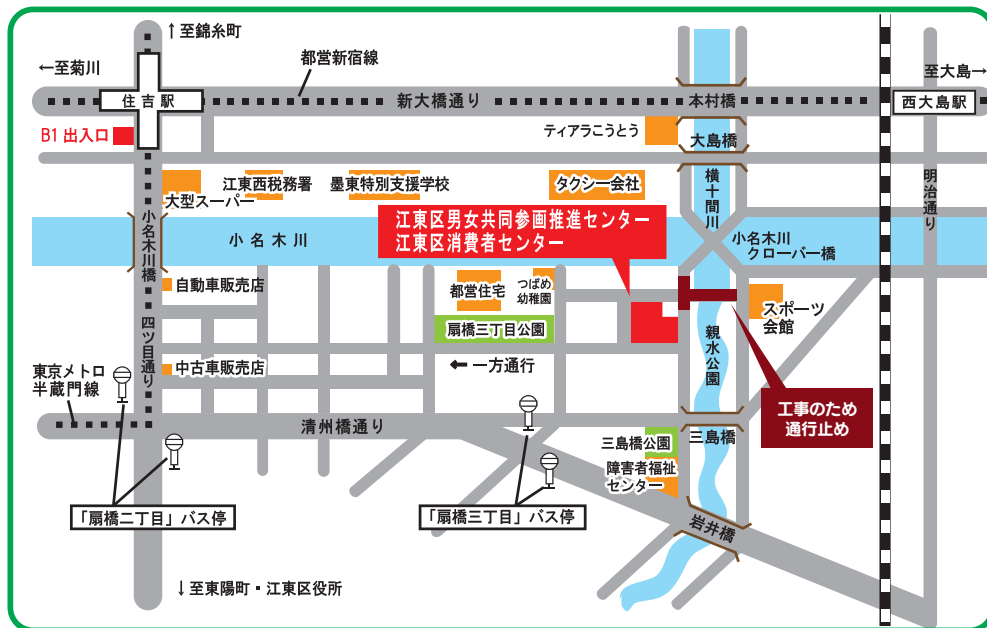 ↑至錦糸町
←至菊川
都営新宿線
至大島→
住吉駅
新大橋通り
本村橋
西大島駅
B1 出入口
ティアラこうとう
大島橋
江東西税務署
墨東特別支援学校
タクシー会社
大型スーパー
横十間川
明治通り
江東区男女共同参画推進センター
江東区消費者センター
小名木川橋
小名木川
小名木川
クローバー橋
自動車販売店
都営住宅
つばめ
幼稚園
スポーツ
会館
四ツ目通り
扇橋三丁目公園
親水公園
←一方通行
東京メトロ
半蔵門線
中古車販売店
工事のため
通行止め
清州橋通り
三島橋公園
三島橋
障害者福祉
センター
「扇橋二丁目」バス停
「扇橋三丁目」バス停
岩井橋
↓至東陽町・江東区役所